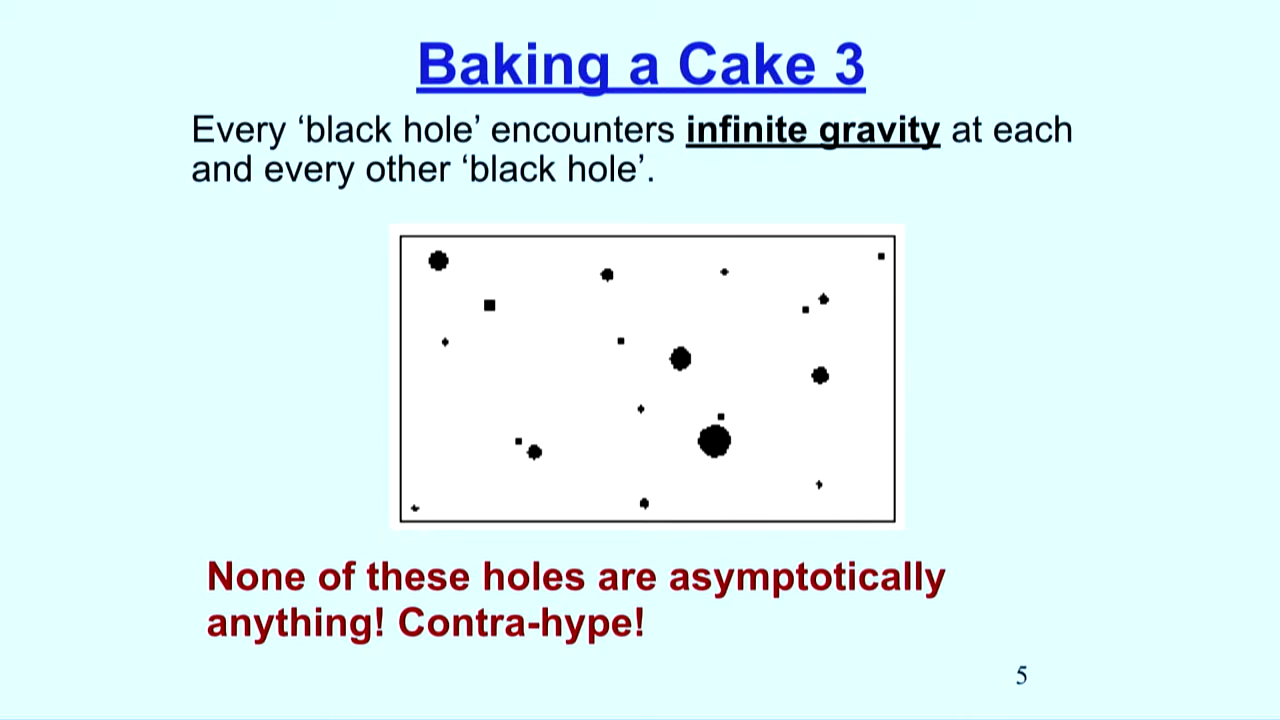 Baking a Cake 3
Every ‘black hole’ encounters infinite gravity at each
and every other ‘black hole’.
None of these holes are asymptotically
anything! Contra-hype!
5